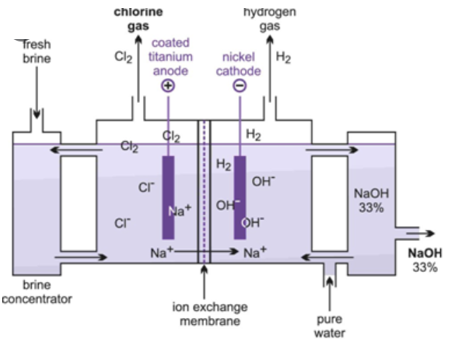 chlorine
gas
hydrogen
gas
fresh
brine
Cl₂
coated
titanium
anode
+
nickel
cathode
−
H₂
Cl₂
Cl₂
H₂
H₂
Cl⁻
Na⁺
OH⁻
OH⁻
Cl⁻
OH⁻
NaOH
33%
Na⁺
Na⁺
NaOH
33%
brine
concentrator
ion exchange
membrane
pure
water